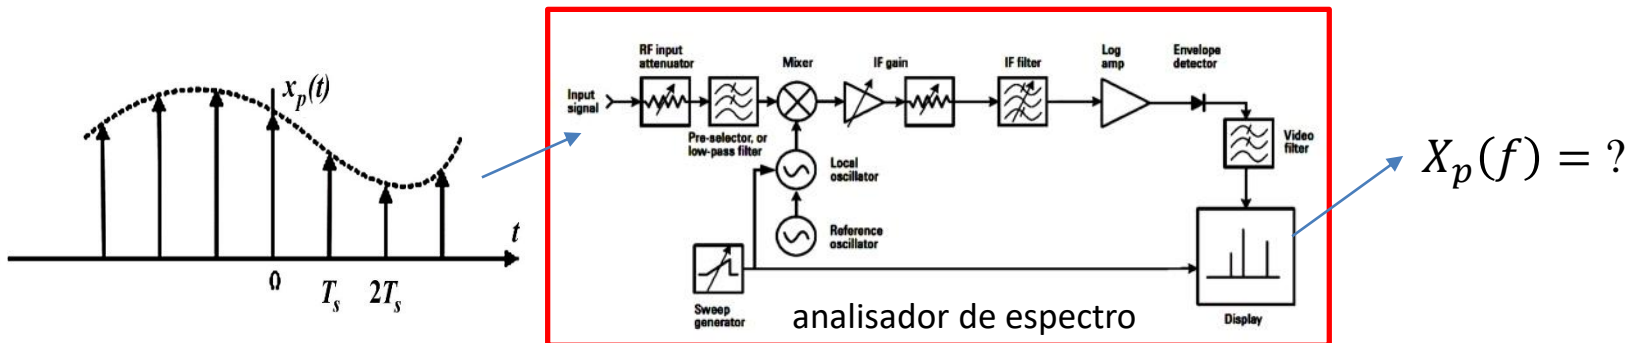 x_p(t)
t
0
T_s
2T_s
Input
signal
RF input
attenuator
Pre-selector, or
low-pass filter
Mixer
IF gain
IF filter
Log
amp
Envelope
detector
Video
filter
Local
oscillator
Reference
oscillator
Sweep
generator
analisador de espectro
Display
X_p(f) = ?